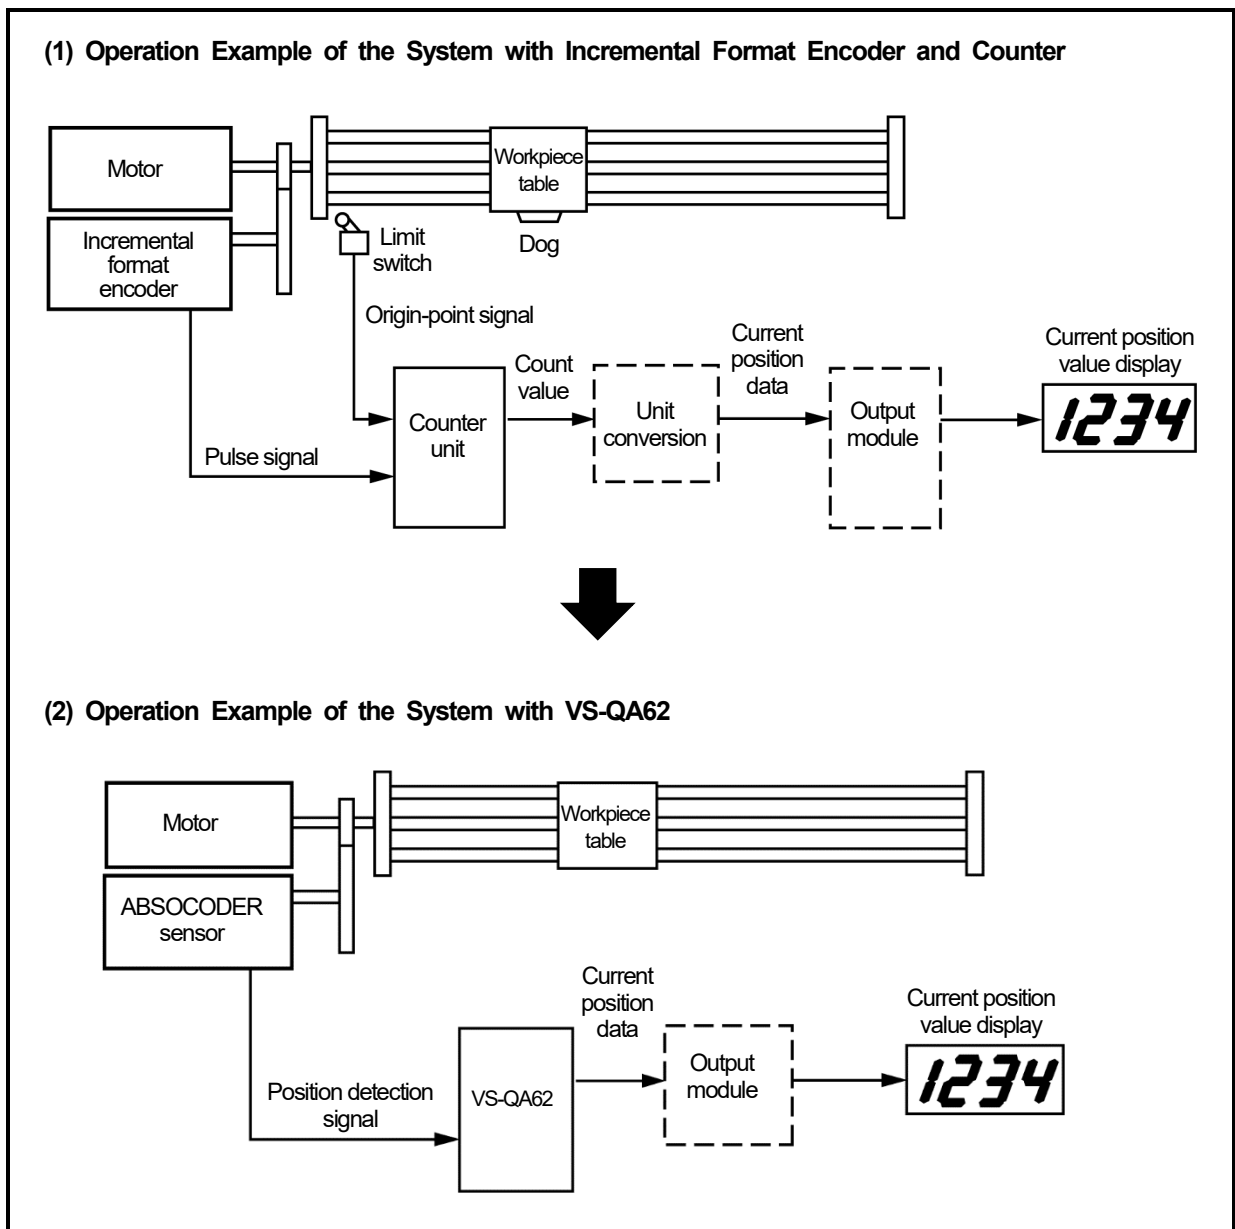 (1) Operation Example of the System with Incremental Format Encoder and Counter
Motor
Workpiece
table
Incremental
format
encoder
Limit
switch
Dog
Origin-point signal
Pulse signal
Counter
unit
Count
value
Unit
conversion
Current
position
data
Output
module
Current position
value display
1234
(2) Operation Example of the System with VS-QA62
Motor
Workpiece
table
ABSOCODER
sensor
Position detection
signal
VS-QA62
Current
position
data
Output
module
Current position
value display
1234